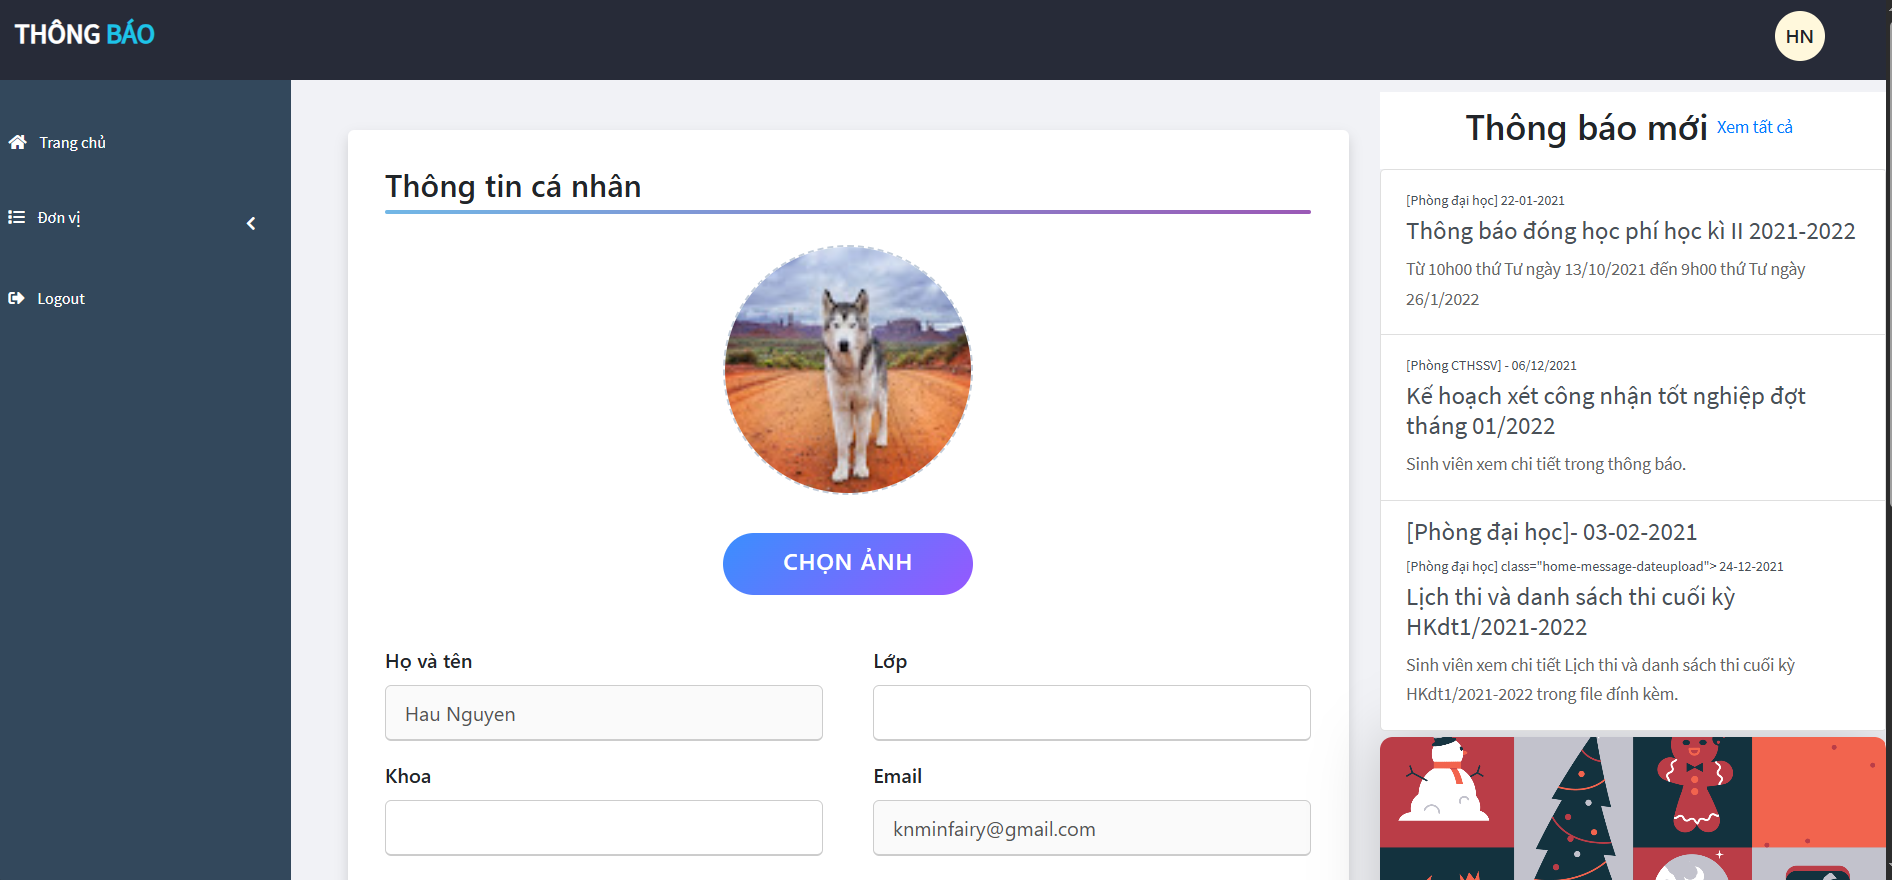 THÔNG BÁO
HN
Trang chủ
Đơn vị
Logout
Thông tin cá nhân
CHỌN ẢNH
Họ và tên
Lớp
Hau Nguyen
Khoa
Email
knminfairy@gmail.com
Thông báo mới Xem tất cả
[Phòng đại học] 22-01-2021
Thông báo đóng học phí học kì II 2021-2022
Từ 10h00 thứ Tư ngày 13/10/2021 đến 9h00 thứ Tư ngày
26/1/2022
[Phòng CTHSSV] - 06/12/2021
Kế hoạch xét công nhận tốt nghiệp đợt
tháng 01/2022
Sinh viên xem chi tiết trong thông báo.
[Phòng đại học]- 03-02-2021
[Phòng đại học] class="home-message-dateupload"> 24-12-2021
Lịch thi và danh sách thi cuối kỳ
HKdt1/2021-2022
Sinh viên xem chi tiết Lịch thi và danh sách thi cuối kỳ
HKdt1/2021-2022 trong file đính kèm.